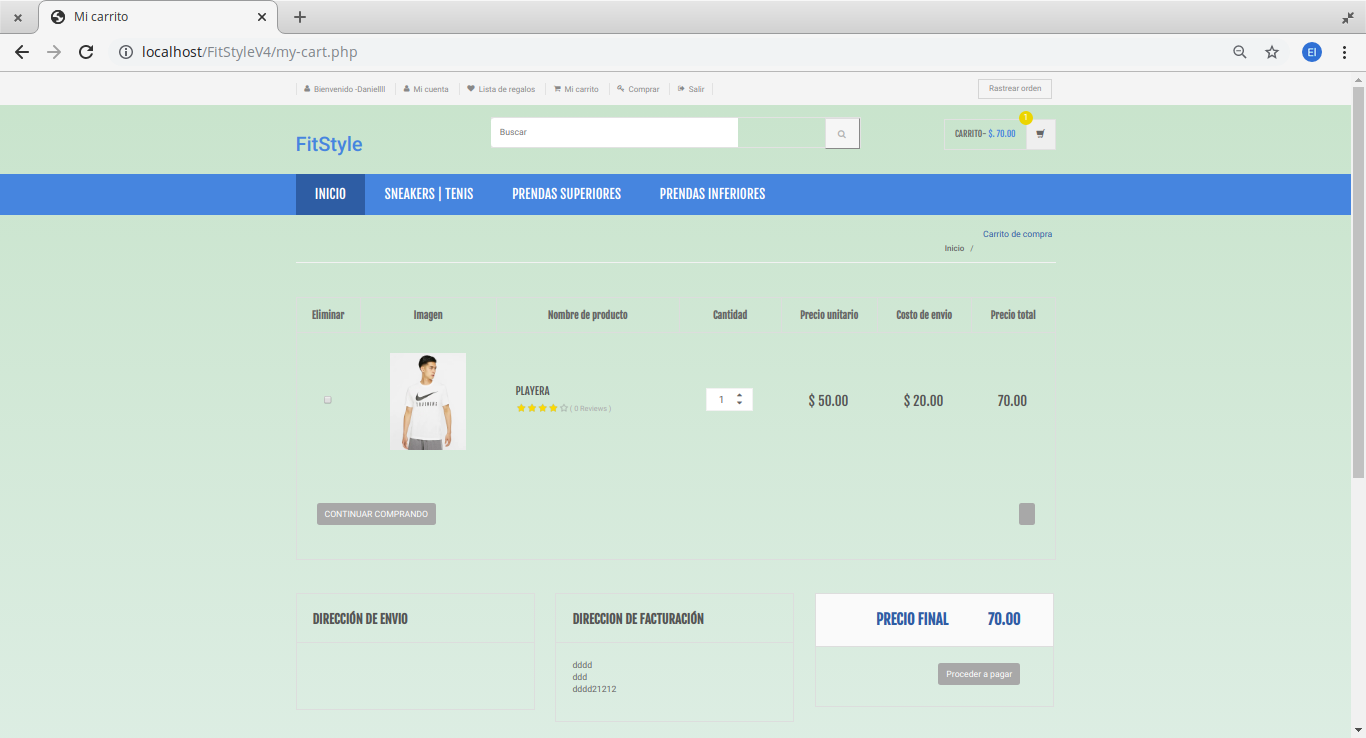 Mi carrito
localhost/FitStyleV4/my-cart.php
EI
Bienvenido -Daniellll Mi cuenta Lista de regalos Mi carrito Comprar Salir Rastrear orden
FitStyle
Buscar
CARRITO- $. 70.00
1
INICIO SNEAKERS | TENIS PRENDAS SUPERIORES PRENDAS INFERIORES
Carrito de compra
Inicio /
Eliminar Imagen Nombre de producto Cantidad Precio unitario Costo de envio Precio total
PLAYERA
( 0 Reviews )
1 $ 50.00 $ 20.00 70.00
CONTINUAR COMPRANDO
DIRECCIÓN DE ENVIO
DIRECCION DE FACTURACIÓN
dddd
ddd
dddd21212
PRECIO FINAL 70.00
Proceder a pagar